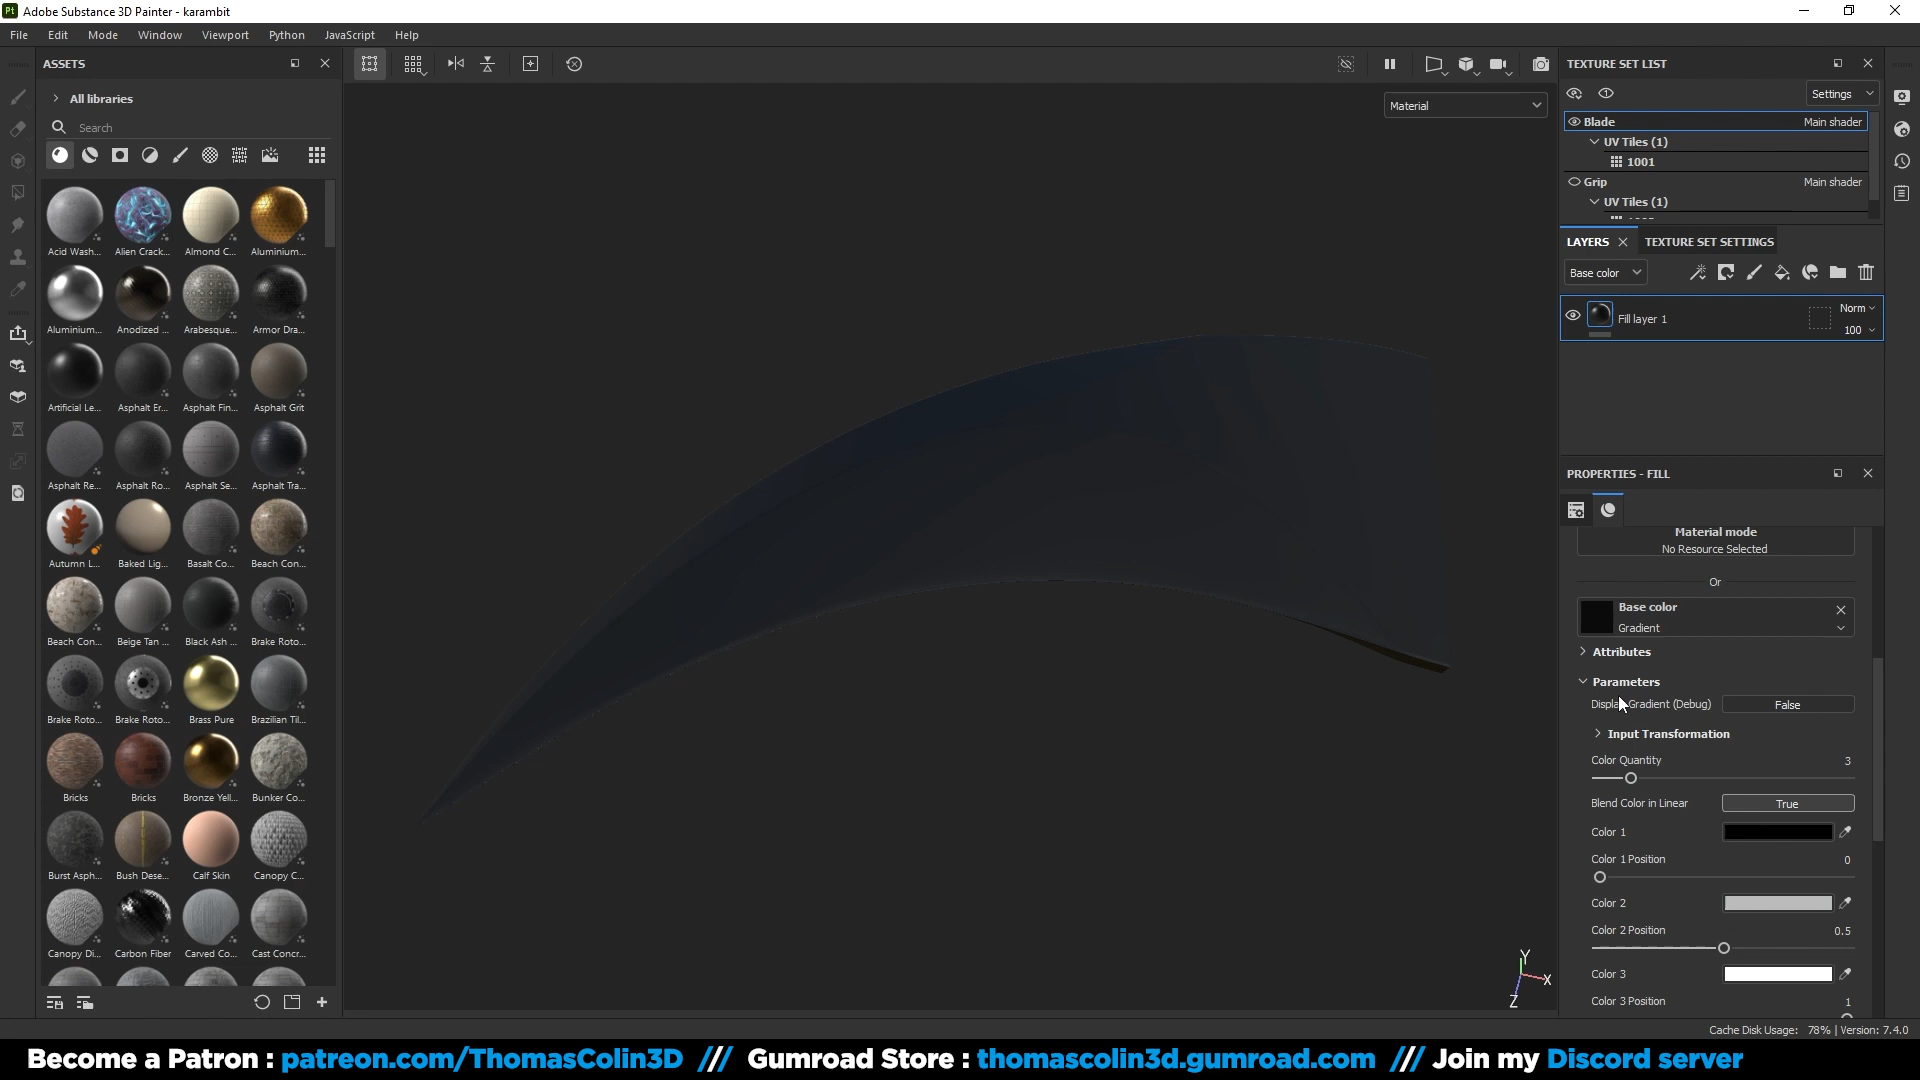 Adobe Substance 3D Painter - karambit
File Edit Mode Window Viewport Python JavaScript Help
ASSETS
All libraries
Search
Acid Wash... Alien Crack... Almond C... Aluminium...
Aluminium... Anodized ... Arabesque... Armor Dra...
Artificial Le... Asphalt Er... Asphalt Fin... Asphalt Grit
Asphalt Re... Asphalt Ro... Asphalt Se... Asphalt Tra...
Autumn L... Baked Lig... Basalt Co... Beach Con...
Beach Con... Beige Tan ... Black Ash ... Brake Roto...
Brake Roto... Brake Roto... Brass Pure Brazilian Til...
Bricks Bricks Bronze Yell... Bunker Co...
Burst Asph... Bush Dese... Calf Skin Canopy C...
Canopy Di... Carbon Fiber Carved Co... Cast Concr...
Material
Y
X
Z
TEXTURE SET LIST
Settings
Blade Main shader
UV Tiles (1)
1001
Grip Main shader
UV Tiles (1)
LAYERS TEXTURE SET SETTINGS
Base color
Fill layer 1 Norm
100
PROPERTIES - FILL
Material mode
No Resource Selected
Or
Base color
Gradient
Attributes
Parameters
Gradient (Debug) False
Input Transformation
Color Quantity 3
Blend Color in Linear True
Color 1
Color 1 Position 0
Color 2
Color 2 Position 0.5
Color 3
Color 3 Position 1
Cache Disk Usage: 78% | Version: 7.4.0
Become a Patron : patreon.com/ThomasColin3D /// Gumroad Store : thomascolin3d.gumroad.com /// Join my Discord server